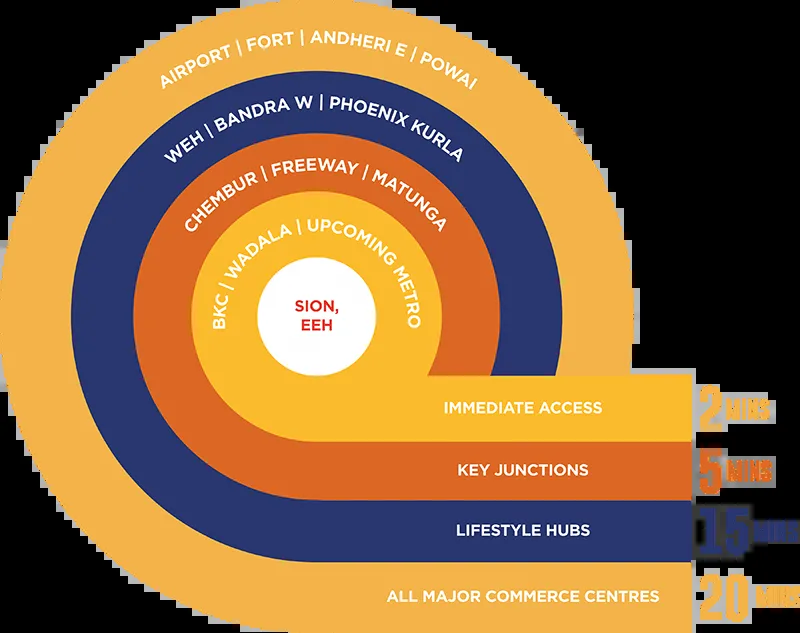 AIRPORT | FORT | ANDHERI E | POWAI
WEH | BANDRA W | PHOENIX KURLA
CHEMBUR | FREEWAY | MATUNGA
BKC | WADALA | UPCOMING METRO
SION,
EEH
IMMEDIATE ACCESS 2 MINS
KEY JUNCTIONS 5 MINS
LIFESTYLE HUBS 15 MINS
ALL MAJOR COMMERCE CENTRES 20 MINS